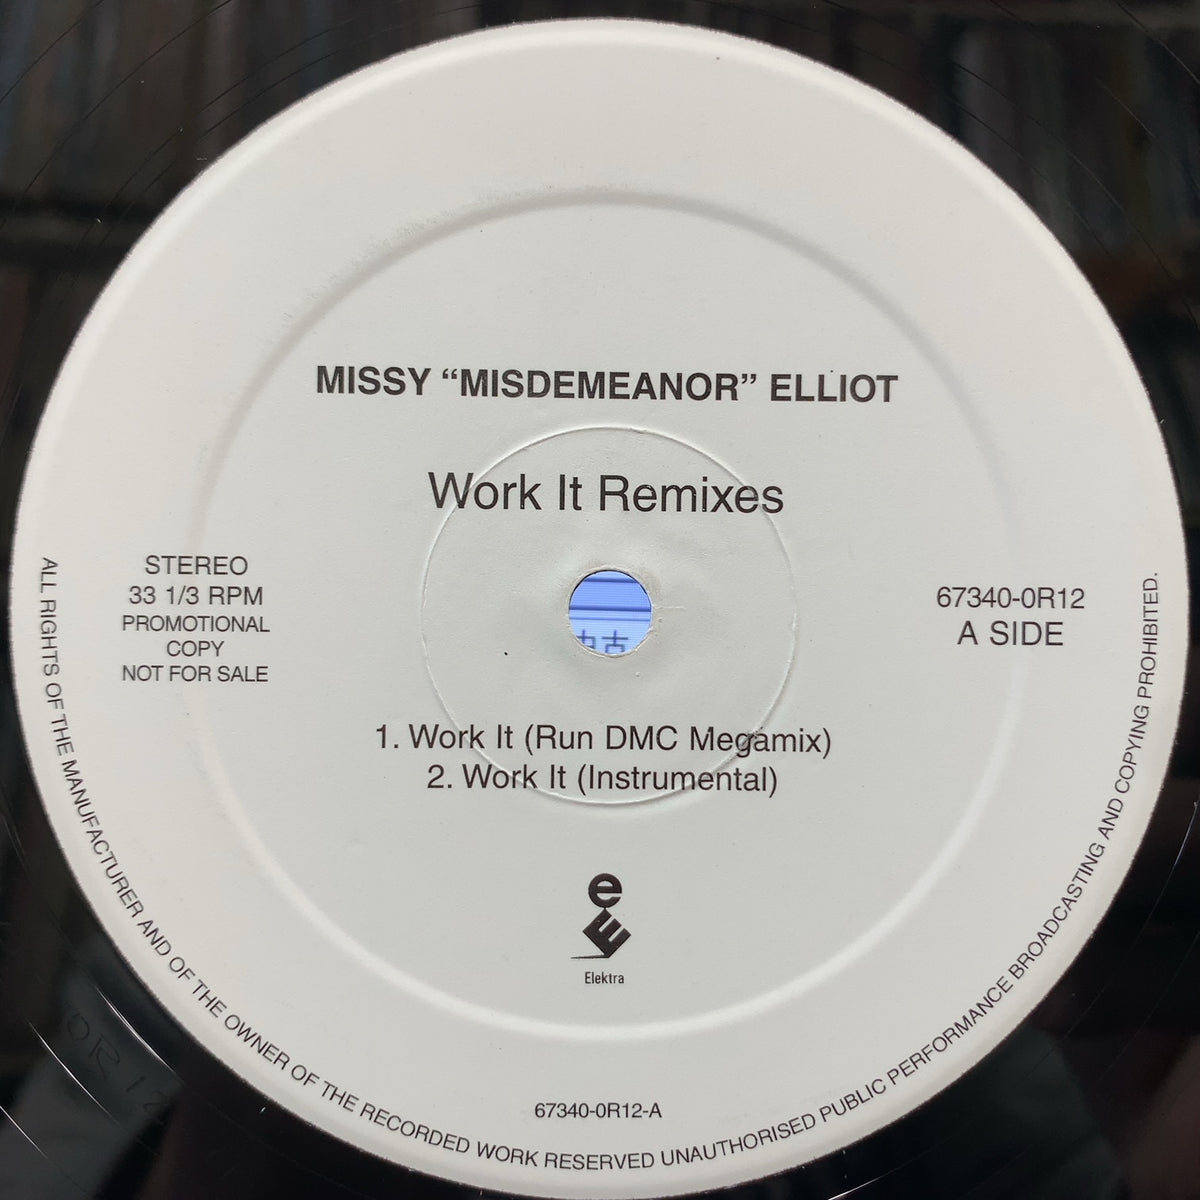 MISSY “MISDEMEANOR” ELLIOT
Work It Remixes
STEREO
33 1/3 RPM
PROMOTIONAL
COPY
NOT FOR SALE
67340-0R12
A SIDE
1. Work It (Run DMC Megamix)
2. Work It (Instrumental)
e
E
Elektra
67340-0R12-A
ALL RIGHTS OF THE MANUFACTURER AND OF THE OWNER OF THE RECORDED WORK RESERVED UNAUTHORISED PUBLIC PERFORMANCE BROADCASTING AND COPYING PROHIBITED.
OR12